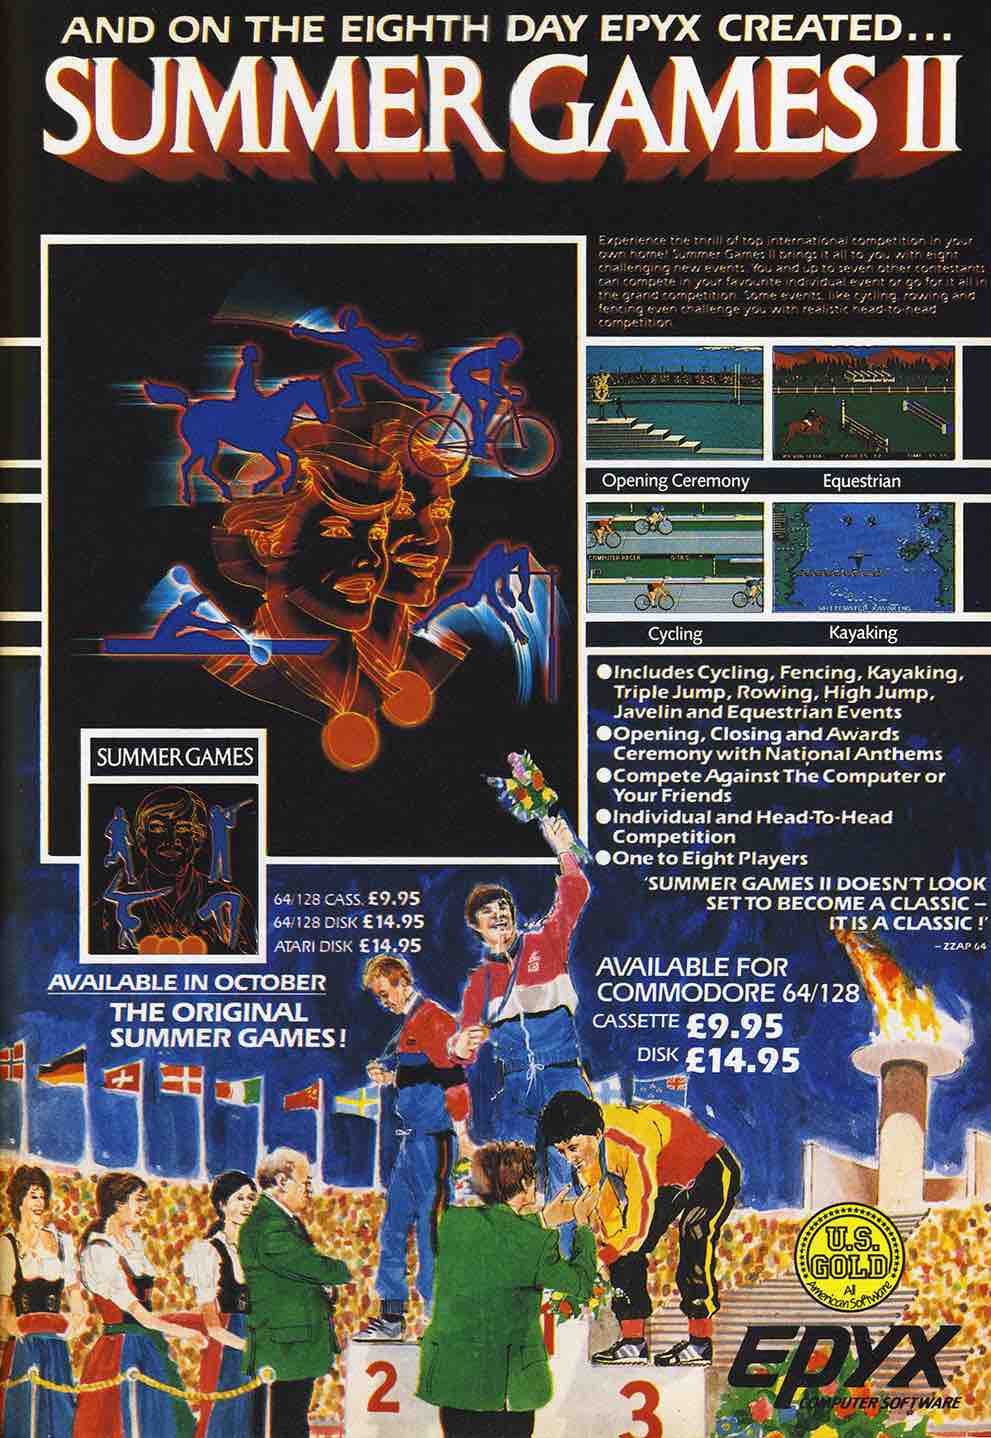 AND ON THE EIGHTH DAY EPYX CREATED...
SUMMER GAMES II
Experience the thrill of top international competition in your
own home! Summer Games II brings it all to you with eight
challenging new events. You and up to seven other contestants
can compete in your favourite individual event or go for it all in
the grand competition. Some events, like cycling, rowing and
fencing even challenge you with realistic head-to-head
competition.
Opening Ceremony
Equestrian
COMPUTER RACER
WHITEWATER KAYAKING
Cycling
Kayaking
●Includes Cycling, Fencing, Kayaking,
Triple Jump, Rowing, High Jump,
Javelin and Equestrian Events
●Opening, Closing and Awards
Ceremony with National Anthems
●Compete Against The Computer or
Your Friends
●Individual and Head-To-Head
Competition
●One to Eight Players
'SUMMER GAMES II DOESN'T LOOK
SET TO BECOME A CLASSIC –
IT IS A CLASSIC !'
– ZZAP 64
SUMMER GAMES
64/128 CASS. £9.95
64/128 DISK £14.95
ATARI DISK £14.95
AVAILABLE IN OCTOBER
THE ORIGINAL
SUMMER GAMES!
AVAILABLE FOR
COMMODORE 64/128
CASSETTE £9.95
DISK £14.95
U.S.
GOLD
All
American Software
EPYX
COMPUTER SOFTWARE
2
1
3